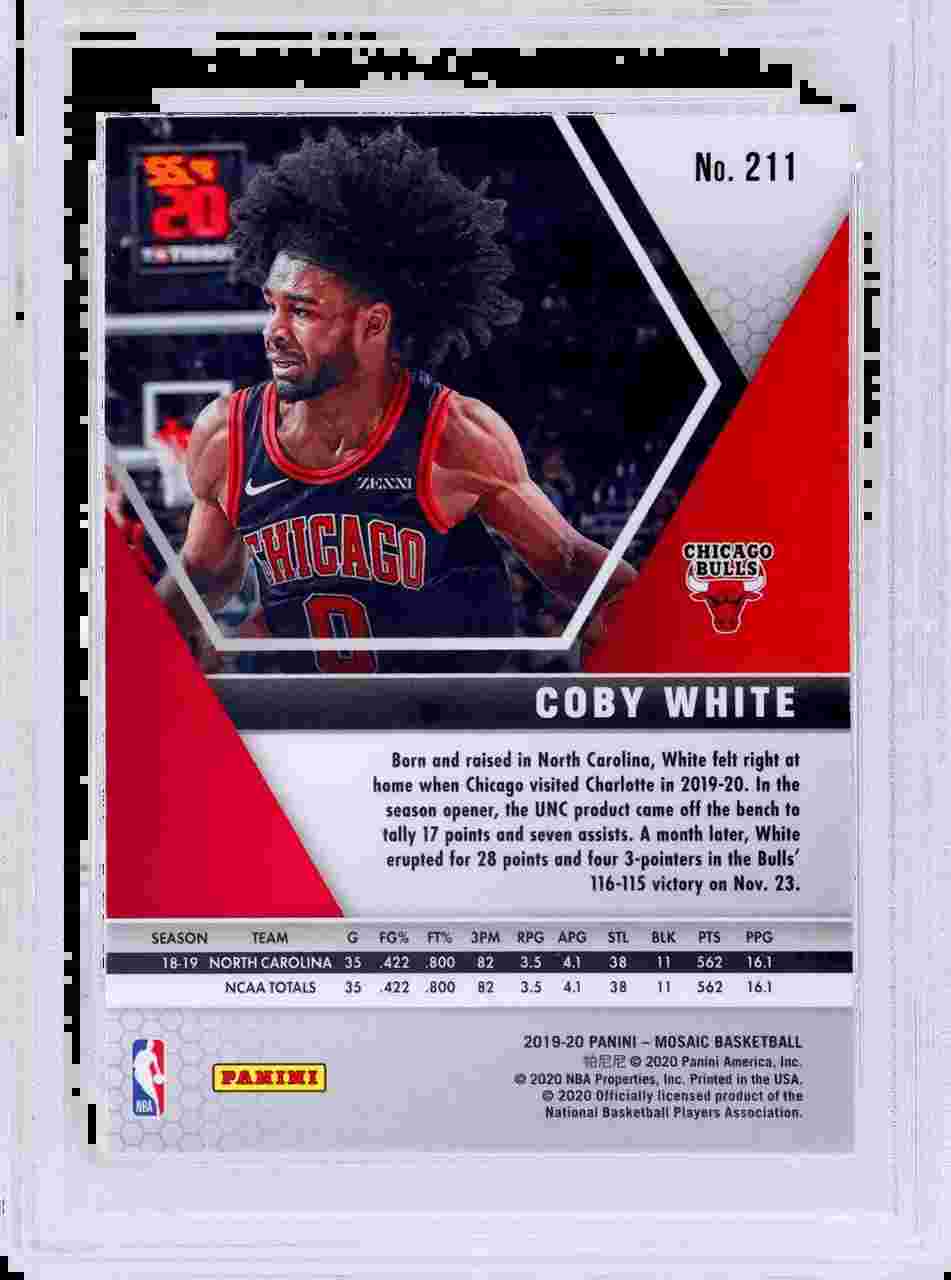 No. 211
50
ZENNI
CHICAGO
0
CHICAGO
BULLS
COBY WHITE
Born and raised in North Carolina, White felt right at
home when Chicago visited Charlotte in 2019-20. In the
season opener, the UNC product came off the bench to
tally 17 points and seven assists. A month later, White
erupted for 28 points and four 3-pointers in the Bulls'
116-115 victory on Nov. 23.
SEASON TEAM G FG% FT% 3PM RPG APG STL BLK PTS PPG
18-19 NORTH CAROLINA 35 .422 .800 82 3.5 4.1 38 11 562 16.1
NCAA TOTALS 35 .422 .800 82 3.5 4.1 38 11 562 16.1
2019-20 PANINI – MOSAIC BASKETBALL
帕尼尼 © 2020 Panini America, Inc.
© 2020 NBA Properties, Inc. Printed in the USA.
© 2020 Officially licensed product of the
National Basketball Players Association.
NBA
PANINI